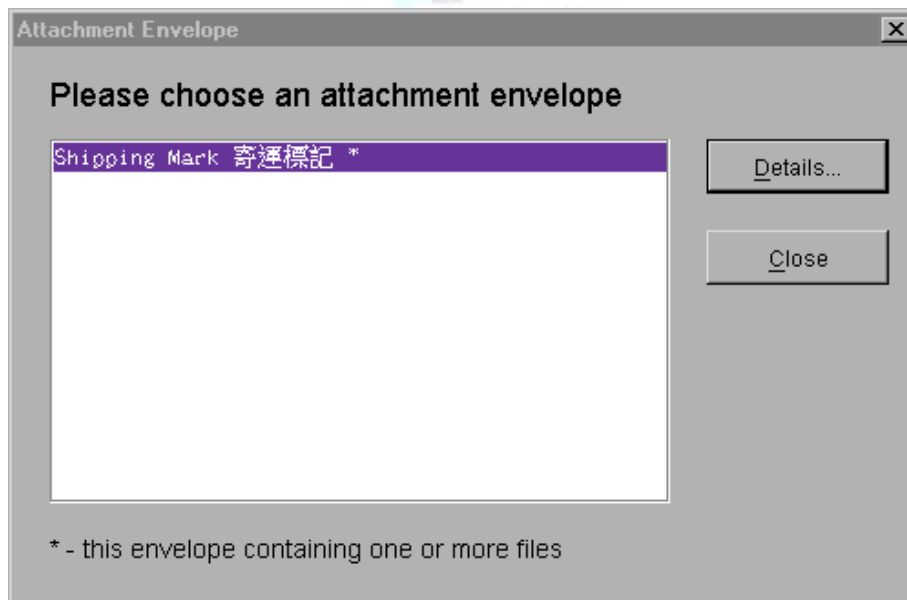 Attachment Envelope
Please choose an attachment envelope
Shipping Mark 寄運標記 *
Details...
Close
* - this envelope containing one or more files